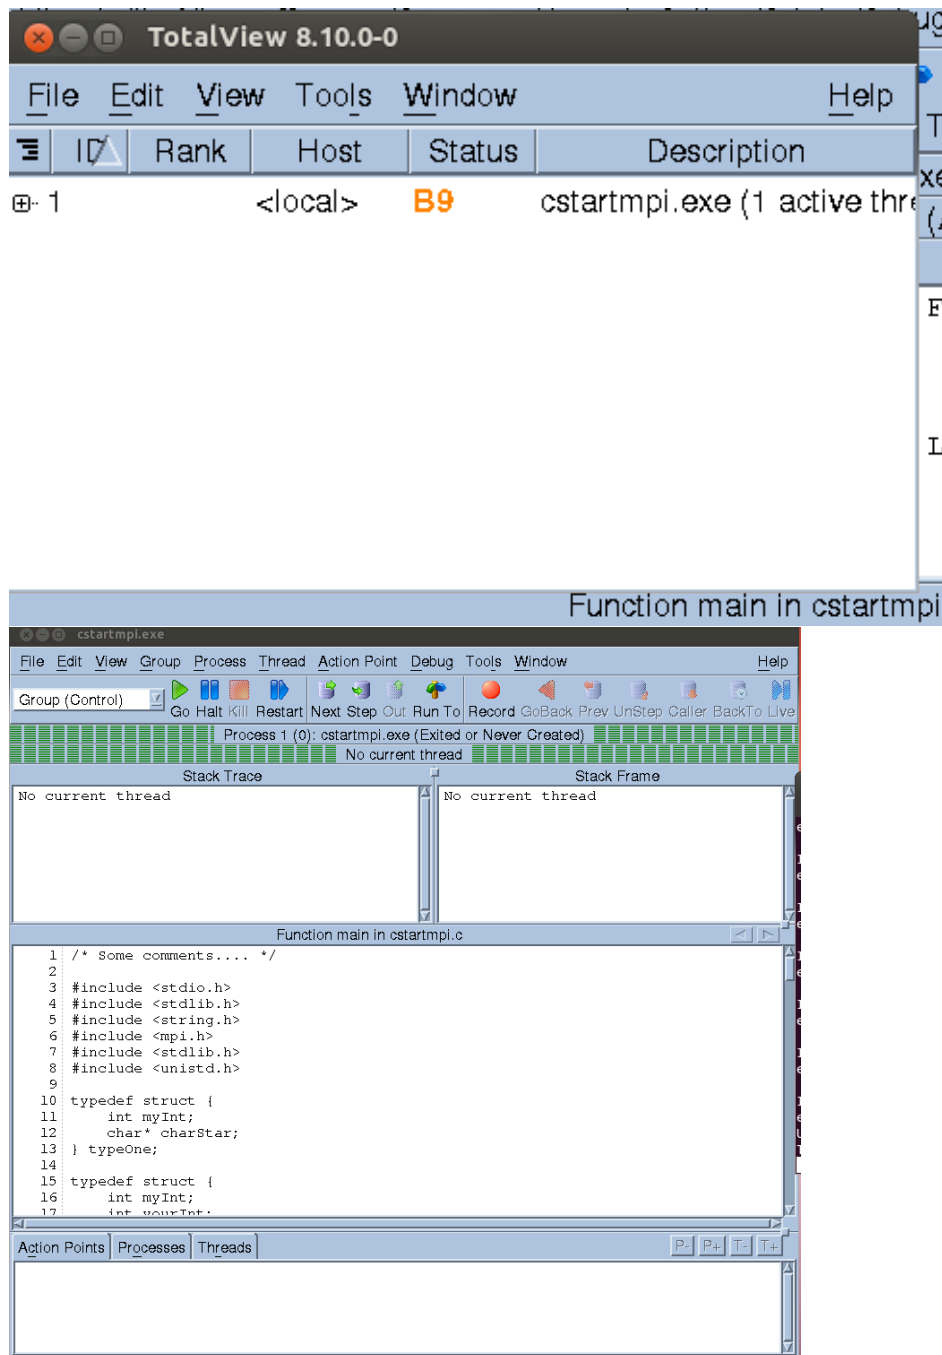 TotalView 8.10.0-0
File Edit View Tools Window Help
ID Rank Host Status Description
1 <local> B9 cstartmpi.exe (1 active thre
Function main in cstartmpi
cstartmpi.exe
File Edit View Group Process Thread Action Point Debug Tools Window Help
Group (Control) Go Halt Kill Restart Next Step Out Run To Record GoBack Prev UnStep Caller BackTo Live
Process 1 (0): cstartmpi.exe (Exited or Never Created)
No current thread
Stack Trace Stack Frame
No current thread No current thread
Function main in cstartmpi.c
1 /* Some comments.... */
2
3 #include <stdio.h>
4 #include <stdlib.h>
5 #include <string.h>
6 #include <mpi.h>
7 #include <stdlib.h>
8 #include <unistd.h>
9
10 typedef struct {
11 int myInt;
12 char* charStar;
13 } typeOne;
14
15 typedef struct {
16 int myInt;
17 int yourInt;
Action Points Processes Threads P- P+ T- T+